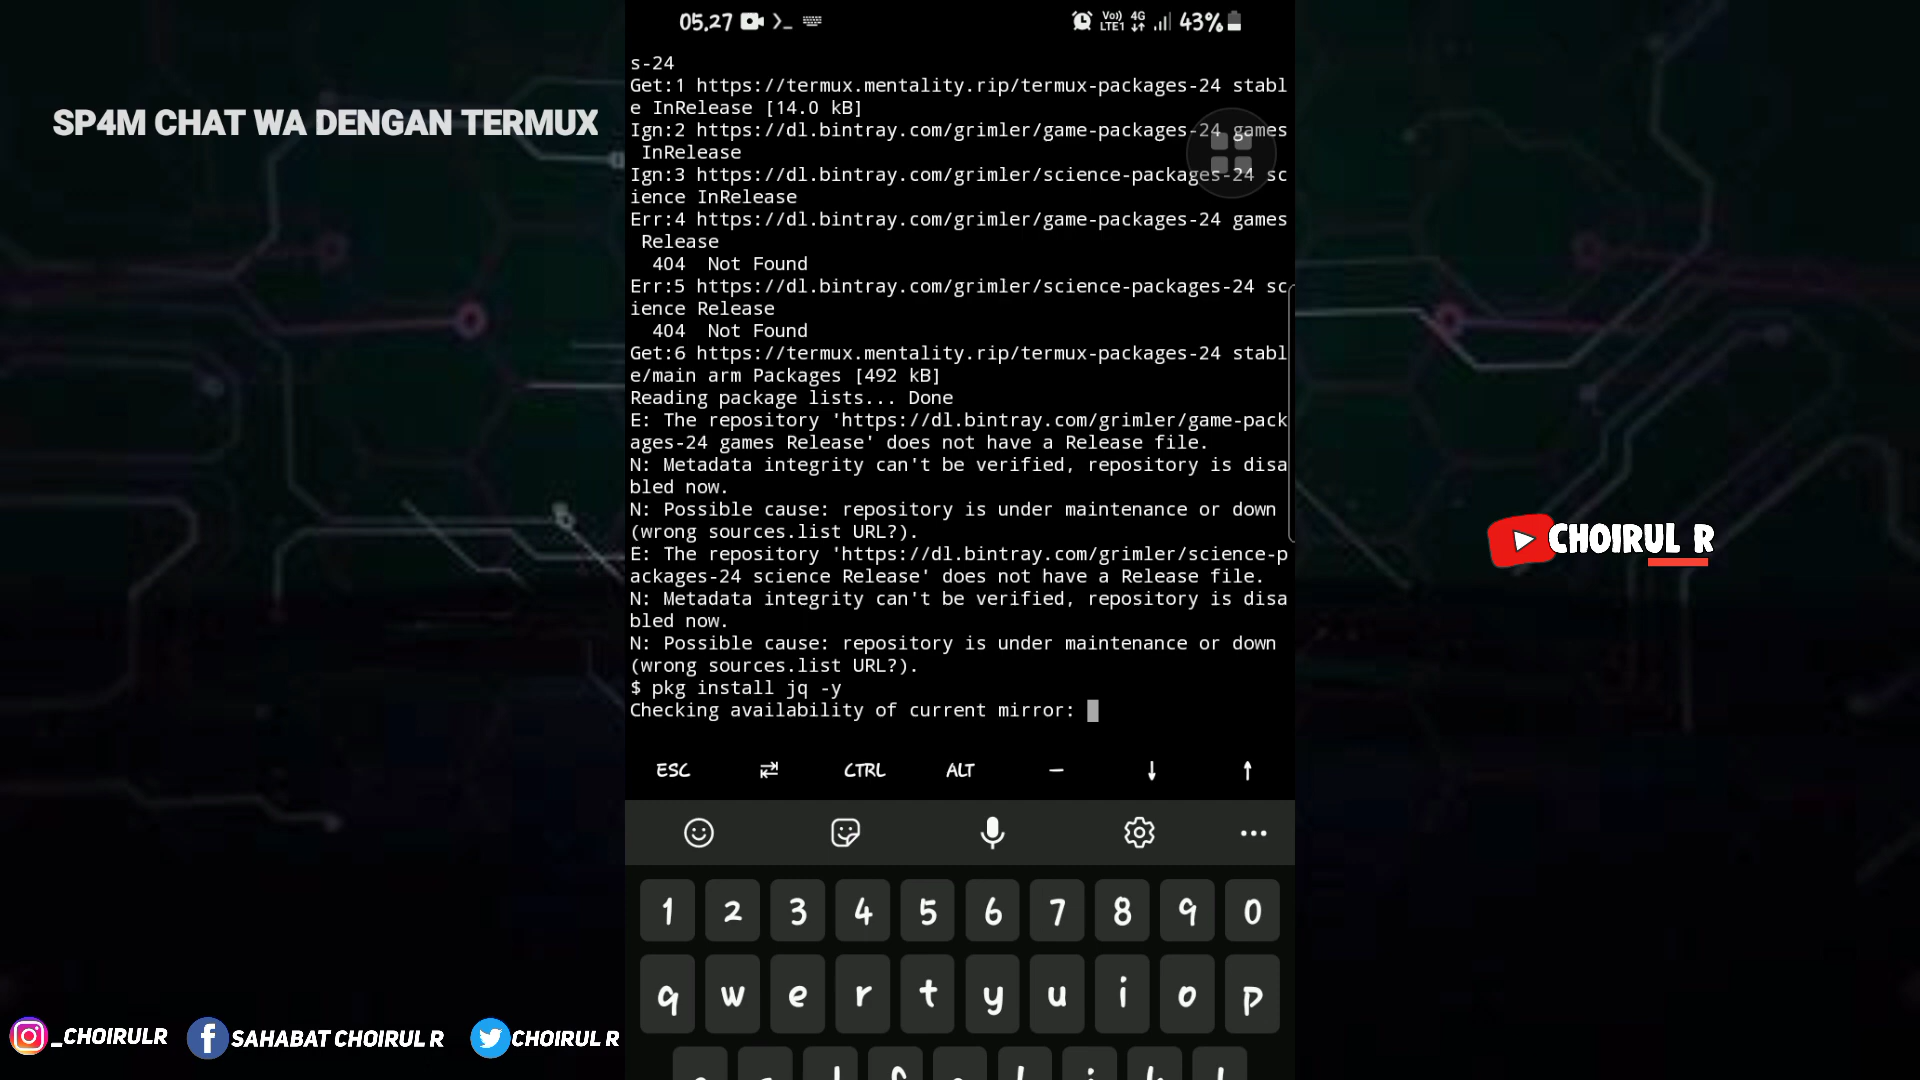 SP4M CHAT WA DENGAN TERMUX
05.27
Vo)) LTE1 4G 43%
s-24
Get:1 https://termux.mentality.rip/termux-packages-24 stabl
e InRelease [14.0 kB]
Ign:2 https://dl.bintray.com/grimler/game-packages-24 games
InRelease
Ign:3 https://dl.bintray.com/grimler/science-packages-24 sc
ience InRelease
Err:4 https://dl.bintray.com/grimler/game-packages-24 games
Release
404  Not Found
Err:5 https://dl.bintray.com/grimler/science-packages-24 sc
ience Release
404  Not Found
Get:6 https://termux.mentality.rip/termux-packages-24 stabl
e/main arm Packages [492 kB]
Reading package lists... Done
E: The repository 'https://dl.bintray.com/grimler/game-pack
ages-24 games Release' does not have a Release file.
N: Metadata integrity can't be verified, repository is disa
bled now.
N: Possible cause: repository is under maintenance or down
(wrong sources.list URL?).
E: The repository 'https://dl.bintray.com/grimler/science-p
ackages-24 science Release' does not have a Release file.
N: Metadata integrity can't be verified, repository is disa
bled now.
N: Possible cause: repository is under maintenance or down
(wrong sources.list URL?).
$ pkg install jq -y
Checking availability of current mirror:
ESC CTRL ALT — ↓ ↑
1 2 3 4 5 6 7 8 9 0
q w e r t y u i o p
CHOIRUL R
_CHOIRULR
SAHABAT CHOIRUL R
CHOIRUL R